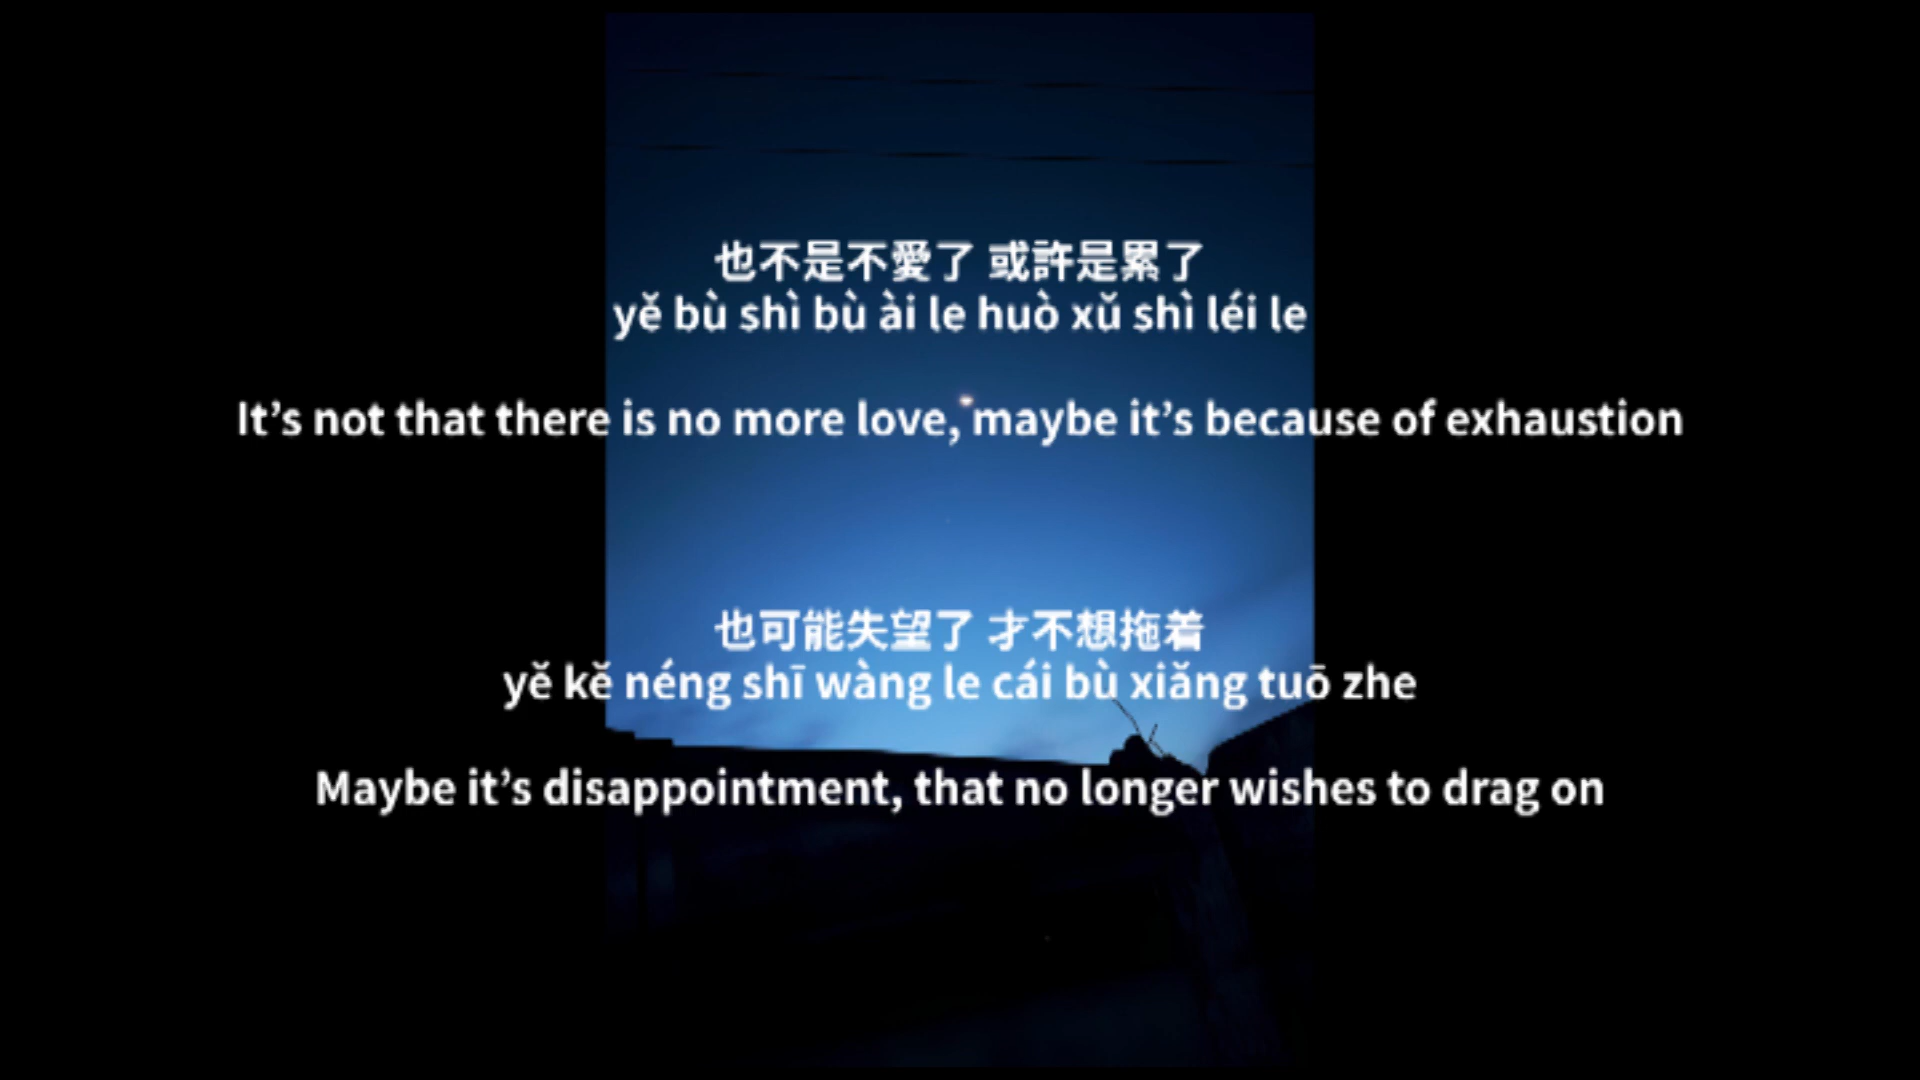 也不是不愛了 或許是累了
yě bù shì bù ài le huò xǔ shì léi le
It’s not that there is no more love, maybe it’s because of exhaustion
也可能失望了 才不想拖着
yě kě néng shī wàng le cái bù xiǎng tuō zhe
Maybe it’s disappointment, that no longer wishes to drag on